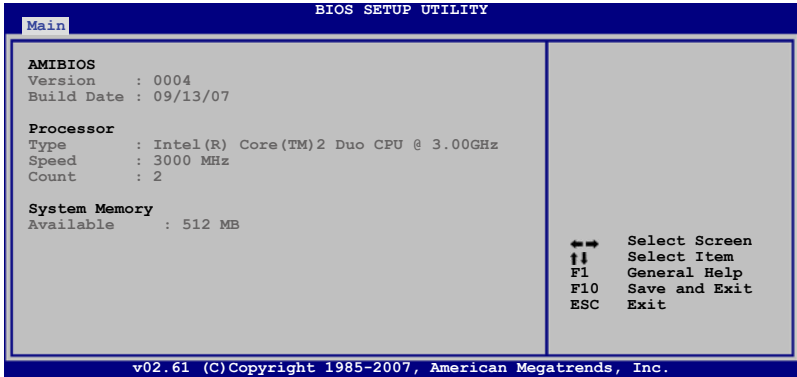 BIOS SETUP UTILITY
Main
AMIBIOS
Version : 0004
Build Date : 09/13/07
Processor
Type : Intel(R) Core(TM)2 Duo CPU @ 3.00GHz
Speed : 3000 MHz
Count : 2
System Memory
Available : 512 MB
←→ Select Screen
↑↓ Select Item
F1 General Help
F10 Save and Exit
ESC Exit
v02.61 (C)Copyright 1985-2007, American Megatrends, Inc.